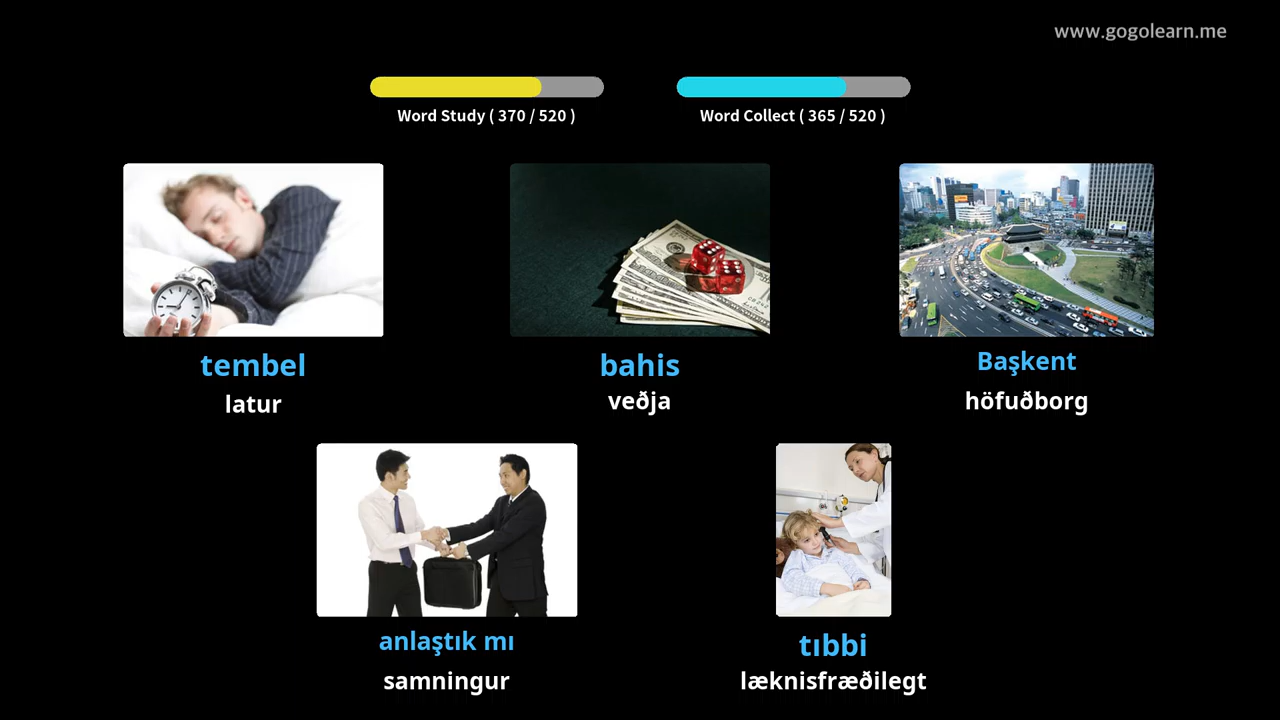 www.gogolearn.me
Word Study ( 370 / 520 )
Word Collect ( 365 / 520 )
tembel
latur
bahis
veðja
Başkent
höfuðborg
anlaştık mı
samningur
tıbbi
læknisfræðilegt